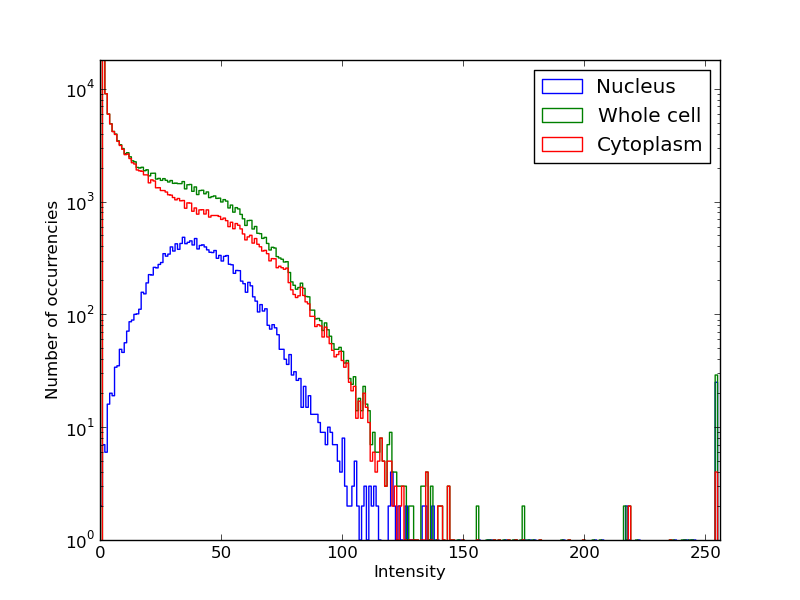 10^4
10^3
10^2
10^1
10^0
Number of occurrencies
0 50 100 150 200 250
Intensity
Nucleus
Whole cell
Cytoplasm